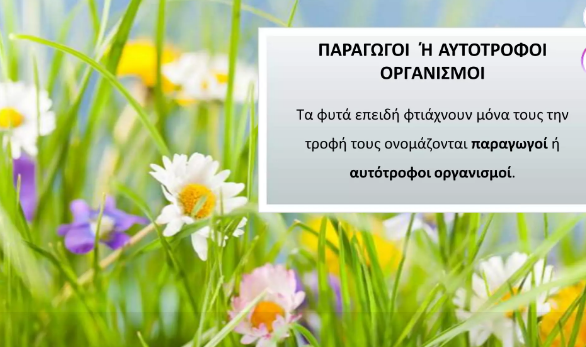 ΠΑΡΑΓΩΓΟΙ Ή ΑΥΤΟΤΡΟΦΟΙ
ΟΡΓΑΝΙΣΜΟΙ
Τα φυτά επειδή φτιάχνουν μόνα τους την
τροφή τους ονομάζονται παραγωγοί ή
αυτότροφοι οργανισμοί.